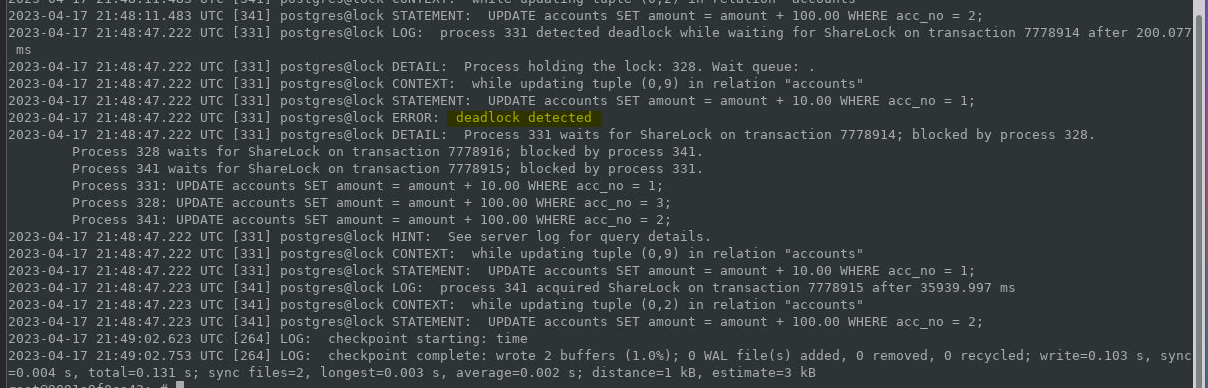 2023-04-17 21:48:11.483 UTC [341] postgres@lock CONTEXT:  while updating tuple (0,2) in relation "accounts"
2023-04-17 21:48:11.483 UTC [341] postgres@lock STATEMENT:  UPDATE accounts SET amount = amount + 100.00 WHERE acc_no = 2;
2023-04-17 21:48:47.222 UTC [331] postgres@lock LOG:  process 331 detected deadlock while waiting for ShareLock on transaction 7778914 after 200.077
 ms
2023-04-17 21:48:47.222 UTC [331] postgres@lock DETAIL:  Process holding the lock: 328. Wait queue: .
2023-04-17 21:48:47.222 UTC [331] postgres@lock CONTEXT:  while updating tuple (0,9) in relation "accounts"
2023-04-17 21:48:47.222 UTC [331] postgres@lock STATEMENT:  UPDATE accounts SET amount = amount + 10.00 WHERE acc_no = 1;
2023-04-17 21:48:47.222 UTC [331] postgres@lock ERROR:  deadlock detected
2023-04-17 21:48:47.222 UTC [331] postgres@lock DETAIL:  Process 331 waits for ShareLock on transaction 7778914; blocked by process 328.
	Process 328 waits for ShareLock on transaction 7778916; blocked by process 341.
	Process 341 waits for ShareLock on transaction 7778915; blocked by process 331.
	Process 331: UPDATE accounts SET amount = amount + 10.00 WHERE acc_no = 1;
	Process 328: UPDATE accounts SET amount = amount + 100.00 WHERE acc_no = 3;
	Process 341: UPDATE accounts SET amount = amount + 100.00 WHERE acc_no = 2;
2023-04-17 21:48:47.222 UTC [331] postgres@lock HINT:  See server log for query details.
2023-04-17 21:48:47.222 UTC [331] postgres@lock CONTEXT:  while updating tuple (0,9) in relation "accounts"
2023-04-17 21:48:47.222 UTC [331] postgres@lock STATEMENT:  UPDATE accounts SET amount = amount + 10.00 WHERE acc_no = 1;
2023-04-17 21:48:47.223 UTC [341] postgres@lock LOG:  process 341 acquired ShareLock on transaction 7778915 after 35939.997 ms
2023-04-17 21:48:47.223 UTC [341] postgres@lock CONTEXT:  while updating tuple (0,2) in relation "accounts"
2023-04-17 21:48:47.223 UTC [341] postgres@lock STATEMENT:  UPDATE accounts SET amount = amount + 100.00 WHERE acc_no = 2;
2023-04-17 21:49:02.623 UTC [264] LOG:  checkpoint starting: time
2023-04-17 21:49:02.753 UTC [264] LOG:  checkpoint complete: wrote 2 buffers (1.0%); 0 WAL file(s) added, 0 removed, 0 recycled; write=0.103 s, sync
=0.004 s, total=0.131 s; sync files=2, longest=0.003 s, average=0.002 s; distance=1 kB, estimate=3 kB